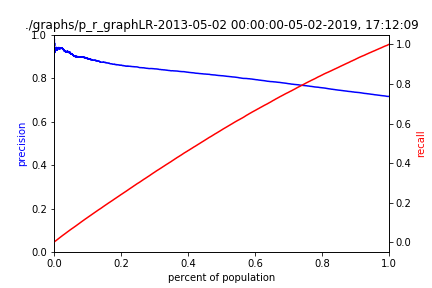 ./graphs/p_r_graphLR-2013-05-02 00:00:00-05-02-2019, 17:12:09
1.0
0.8
0.6
0.4
0.2
0.0
precision
1.0
0.8
0.6
0.4
0.2
0.0
recall
0.0 0.2 0.4 0.6 0.8 1.0
percent of population